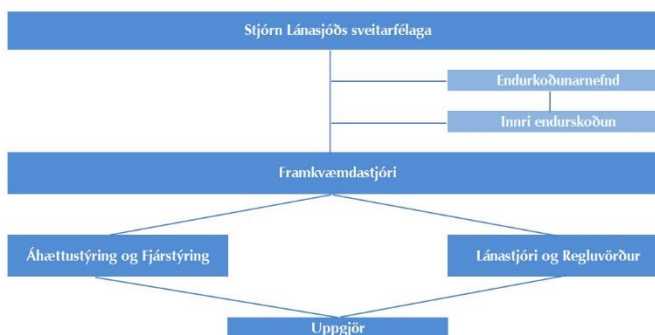 Stjórn Lánasjóðs sveitarfélaga
Endurkoðunarnefnd
Innri endurskoðun
Framkvæmdastjóri
Áhættustýring og Fjárstýring
Lánastjóri og Regluvörður
Uppgjör